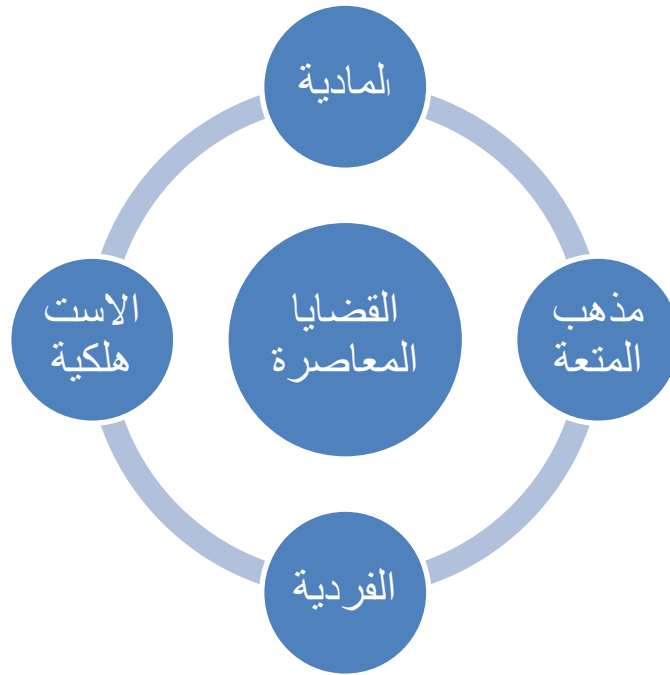 المادية
مذهب
المتعة
القضايا
المعاصرة
الاست
هلكية
الفردية